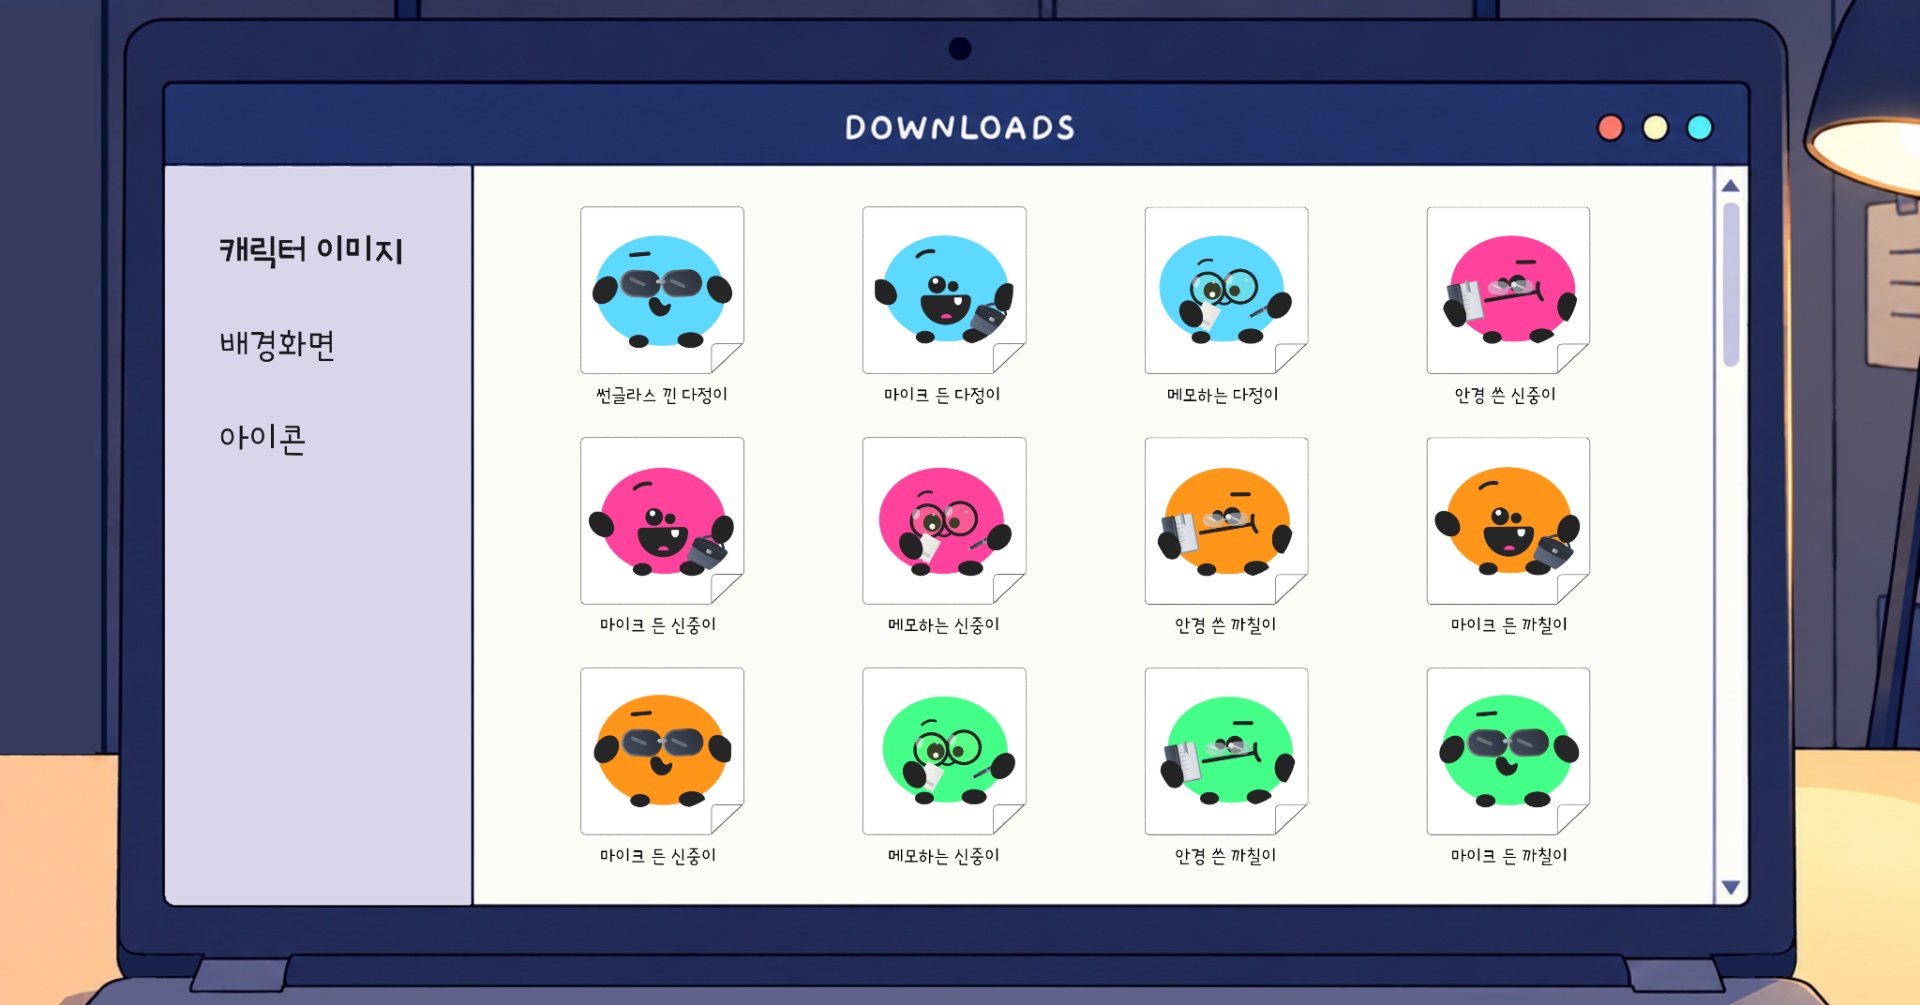 DOWNLOADS
캐릭터 이미지
배경화면
아이콘
썬글라스 낀 다정이
마이크 든 다정이
메모하는 다정이
안경 쓴 신중이
마이크 든 신중이
메모하는 신중이
안경 쓴 까칠이
마이크 든 까칠이
마이크 든 신중이
메모하는 신중이
안경 쓴 까칠이
마이크 든 까칠이